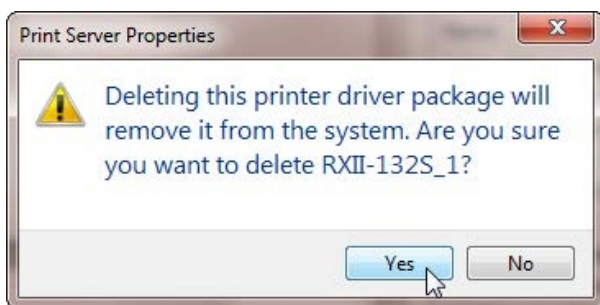 Print Server Properties
Deleting this printer driver package will
remove it from the system. Are you sure
you want to delete RXII-132S_1?
Yes
No